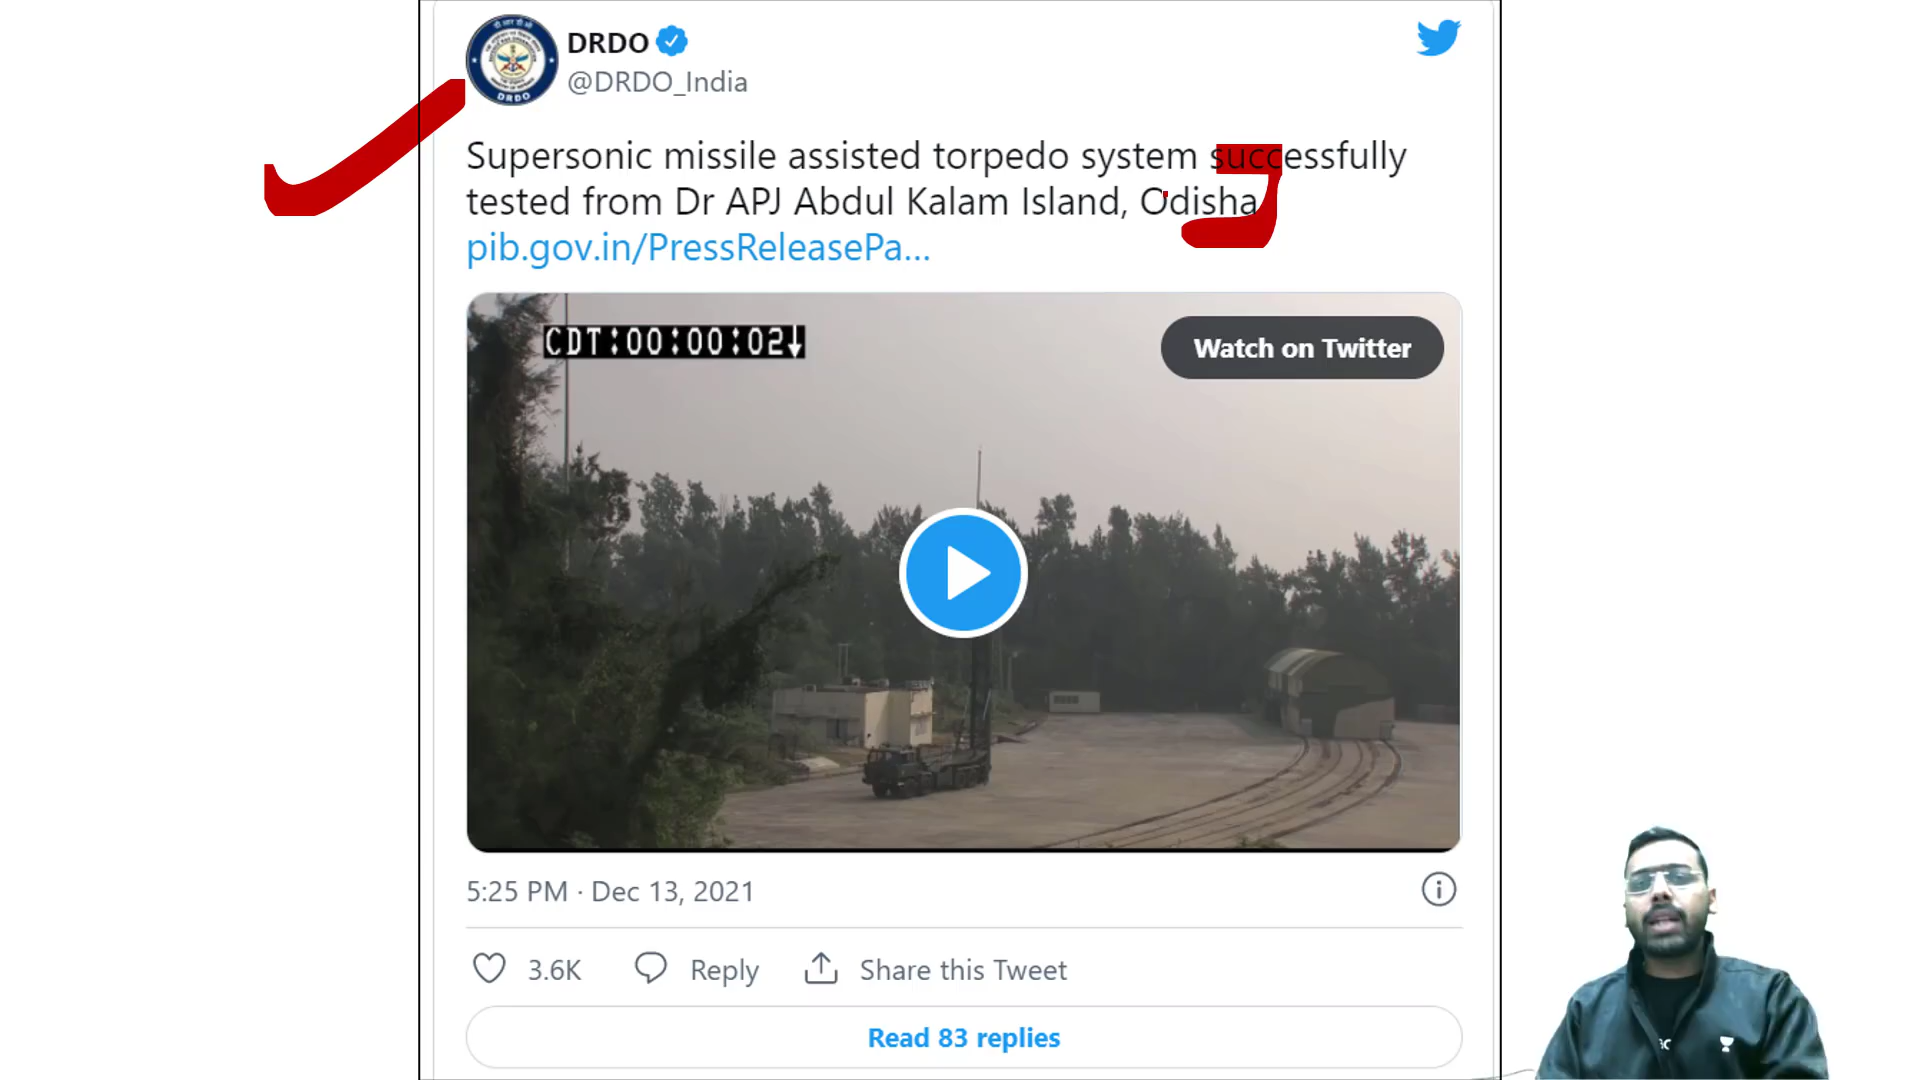 DRDO
@DRDO_India
DRDO
Supersonic missile assisted torpedo system successfully
tested from Dr APJ Abdul Kalam Island, Odisha
pib.gov.in/PressReleasePa...
CDT:00:00:02↓
Watch on Twitter
5:25 PM · Dec 13, 2021
3.6K Reply Share this Tweet
Read 83 replies